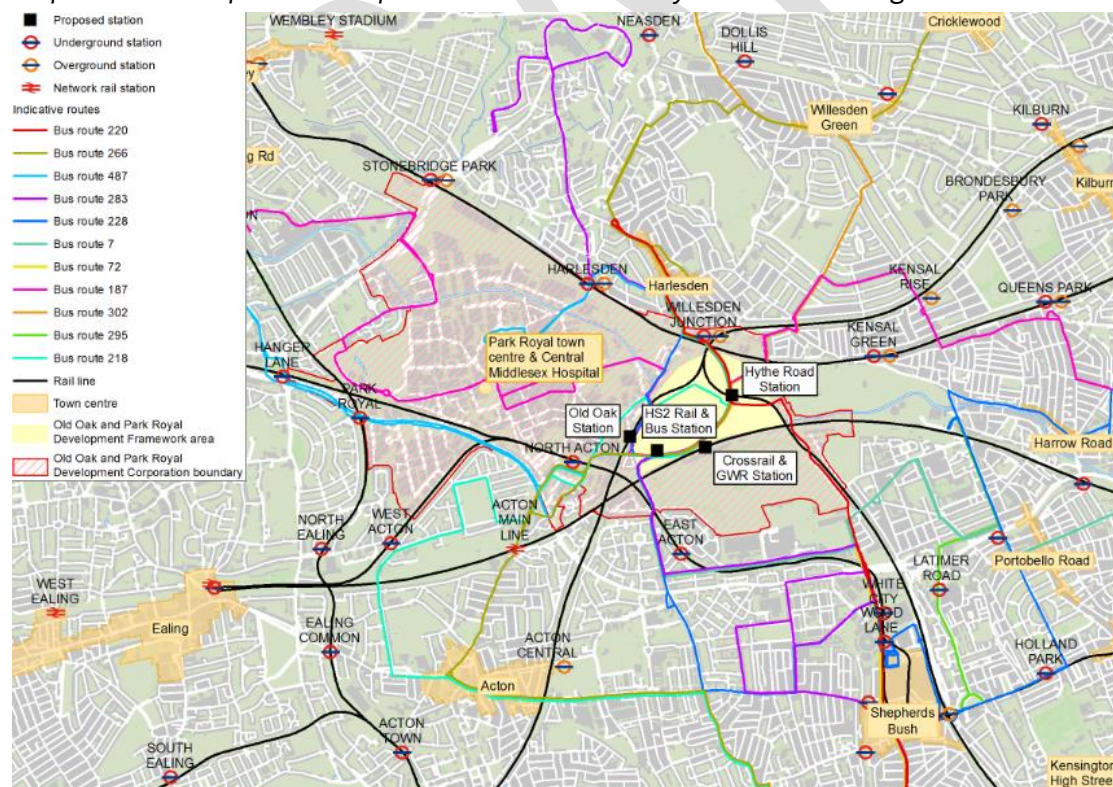 Proposed station
Underground station
Overground station
Network rail station
Indicative routes
Bus route 220
Bus route 266
Bus route 487
Bus route 283
Bus route 228
Bus route 7
Bus route 72
Bus route 187
Bus route 302
Bus route 295
Bus route 218
Rail line
Town centre
Old Oak and Park Royal
Development Framework area
Old Oak and Park Royal
Development Corporation boundary
WEMBLEY STADIUM
NEASDEN
DOLLIS
HILL
Cricklewood
Willesden
Green
KILBURN
g Rd
STONEBRIDGE PARK
BRONDESBURY
PARK
Kilburn
HARLESDEN
Harlesden
KENSAL
RISE
QUEENS PARK
WILLESDEN
JUNCTION
KENSAL
GREEN
HANGER
LANE
Park Royal town
centre & Central
Middlesex Hospital
Hythe Road
Station
PARK
ROYAL
Old Oak
Station
HS2 Rail &
Bus Station
Harrow Road
NORTH ACTON
Crossrail &
GWR Station
ACTON
MAIN
LINE
NORTH
EALING
WEST
ACTON
EAST
ACTON
LATIMER
ROAD
Portobello Road
WEST
EALING
Ealing
WHITE
CITY
WOOD
LANE
EALING
COMMON
ACTON
CENTRAL
HOLLAND
PARK
Acton
Shepherds
Bush
ACTON
TOWN
SOUTH
EALING
Kensington
High Stree